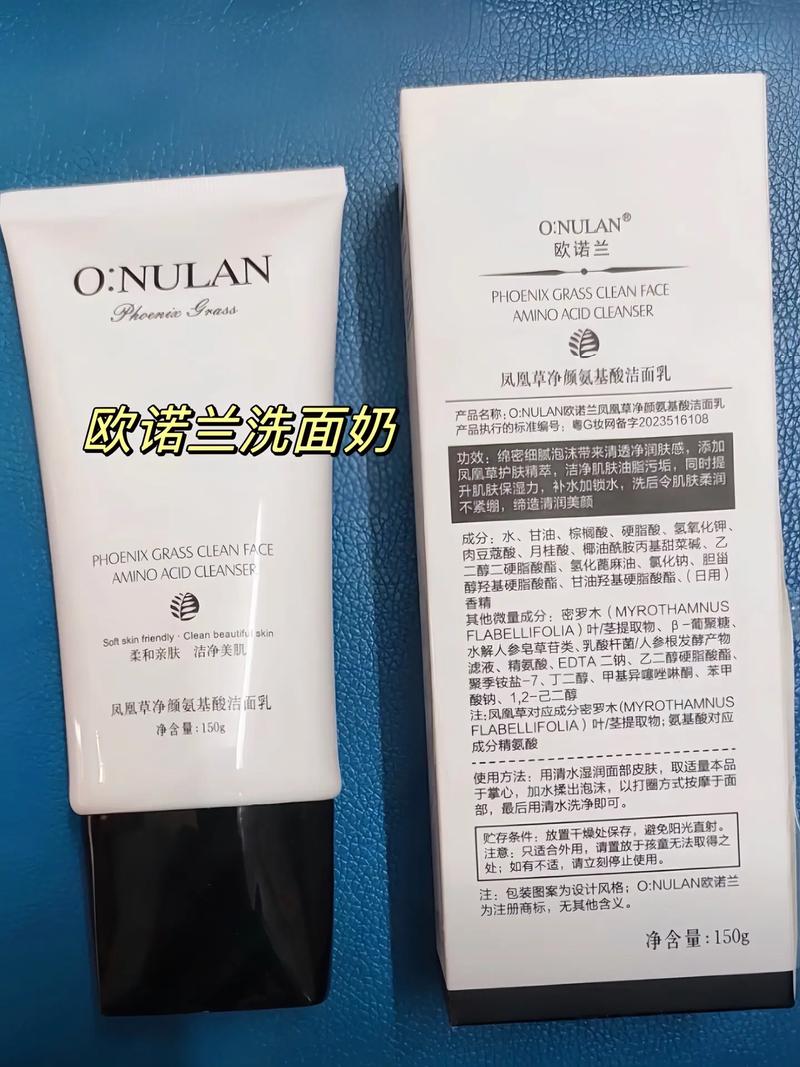 O:NULAN
Phoenix Grass
欧诺兰洗面奶
PHOENIX GRASS CLEAN FACE
AMINO ACID CLEANSER
Soft skin friendly · Clean beautiful skin
柔和亲肤 洁净美肌
凤凰草净颜氨基酸洁面乳
净含量:150g
O:NULAN®
欧诺兰
PHOENIX GRASS CLEAN FACE
AMINO ACID CLEANSER
凤凰草净颜氨基酸洁面乳
产品名称:O:NULAN欧诺兰凤凰草净颜氨基酸洁面乳
产品执行的标准编号:粤G妆网备字2023516108
功效:绵密细腻泡沫带来清透净润肤感,添加
凤凰草护肤精萃,洁净肌肤油脂污垢,同时提
升肌肤保湿力,补水加锁水,洗后令肌肤柔润
不紧绷,缔造清润美颜
成分:水、甘油、棕榈酸、硬脂酸、氢氧化钾、
肉豆蔻酸、月桂酸、椰油酰胺丙基甜菜碱、乙
二醇二硬脂酸酯、氢化蓖麻油、氯化钠、胆甾
醇羟基硬脂酸酯、甘油羟基硬脂酸酯、(日用)
香精
其他微量成分:密罗木(MYROTHAMNUS
FLABELLIFOLIA)叶/茎提取物、β-葡聚糖、
水解人参皂草苷类、乳酸杆菌/人参根发酵产物
滤液、精氨酸、EDTA 二钠、乙二醇硬脂酸酯、
聚季铵盐-7、丁二醇、甲基异噻唑啉酮、苯甲
酸钠、1,2-己二醇
注:凤凰草对应成分密罗木(MYROTHAMNUS
FLABELLIFOLIA)叶/茎提取物;氨基酸对应
成分精氨酸
使用方法:用清水湿润面部皮肤,取适量本品
于掌心,加水揉出泡沫,以打圈方式按摩于面
部,最后用清水洗净即可。
贮存条件:放置干燥处保存,避免阳光直射。
注意:只适合外用,请置放于孩童无法取得之
处;如有不适,请立刻停止使用。
注:包装图案为设计风格;O:NULAN欧诺兰
为注册商标,无其他含义。
净含量:150g